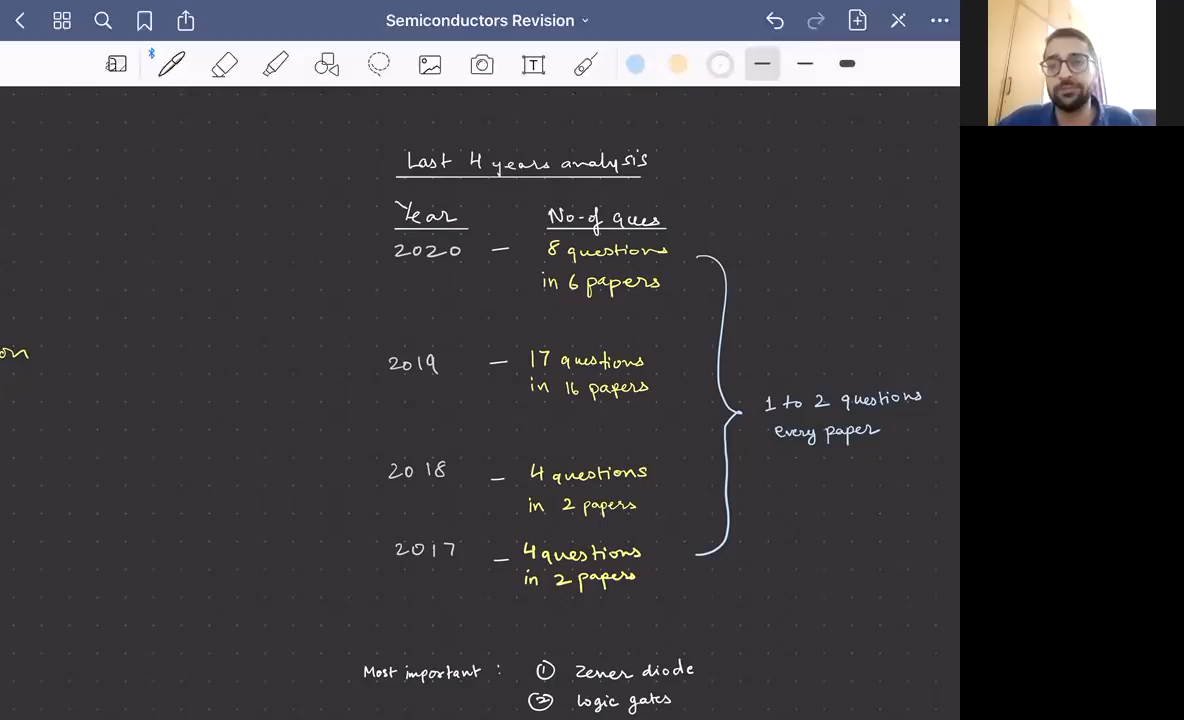 Semiconductors Revision
T
Last 4 years analysis
Year No-of ques
2020 - 8 questions
in 6 papers
on
2019 - 17 questions
in 16 papers
1 to 2 questions
every paper
2018 - 4 questions
in 2 papers
2017 - 4 questions
in 2 papers
Most important : ① Zener diode
② logic gates